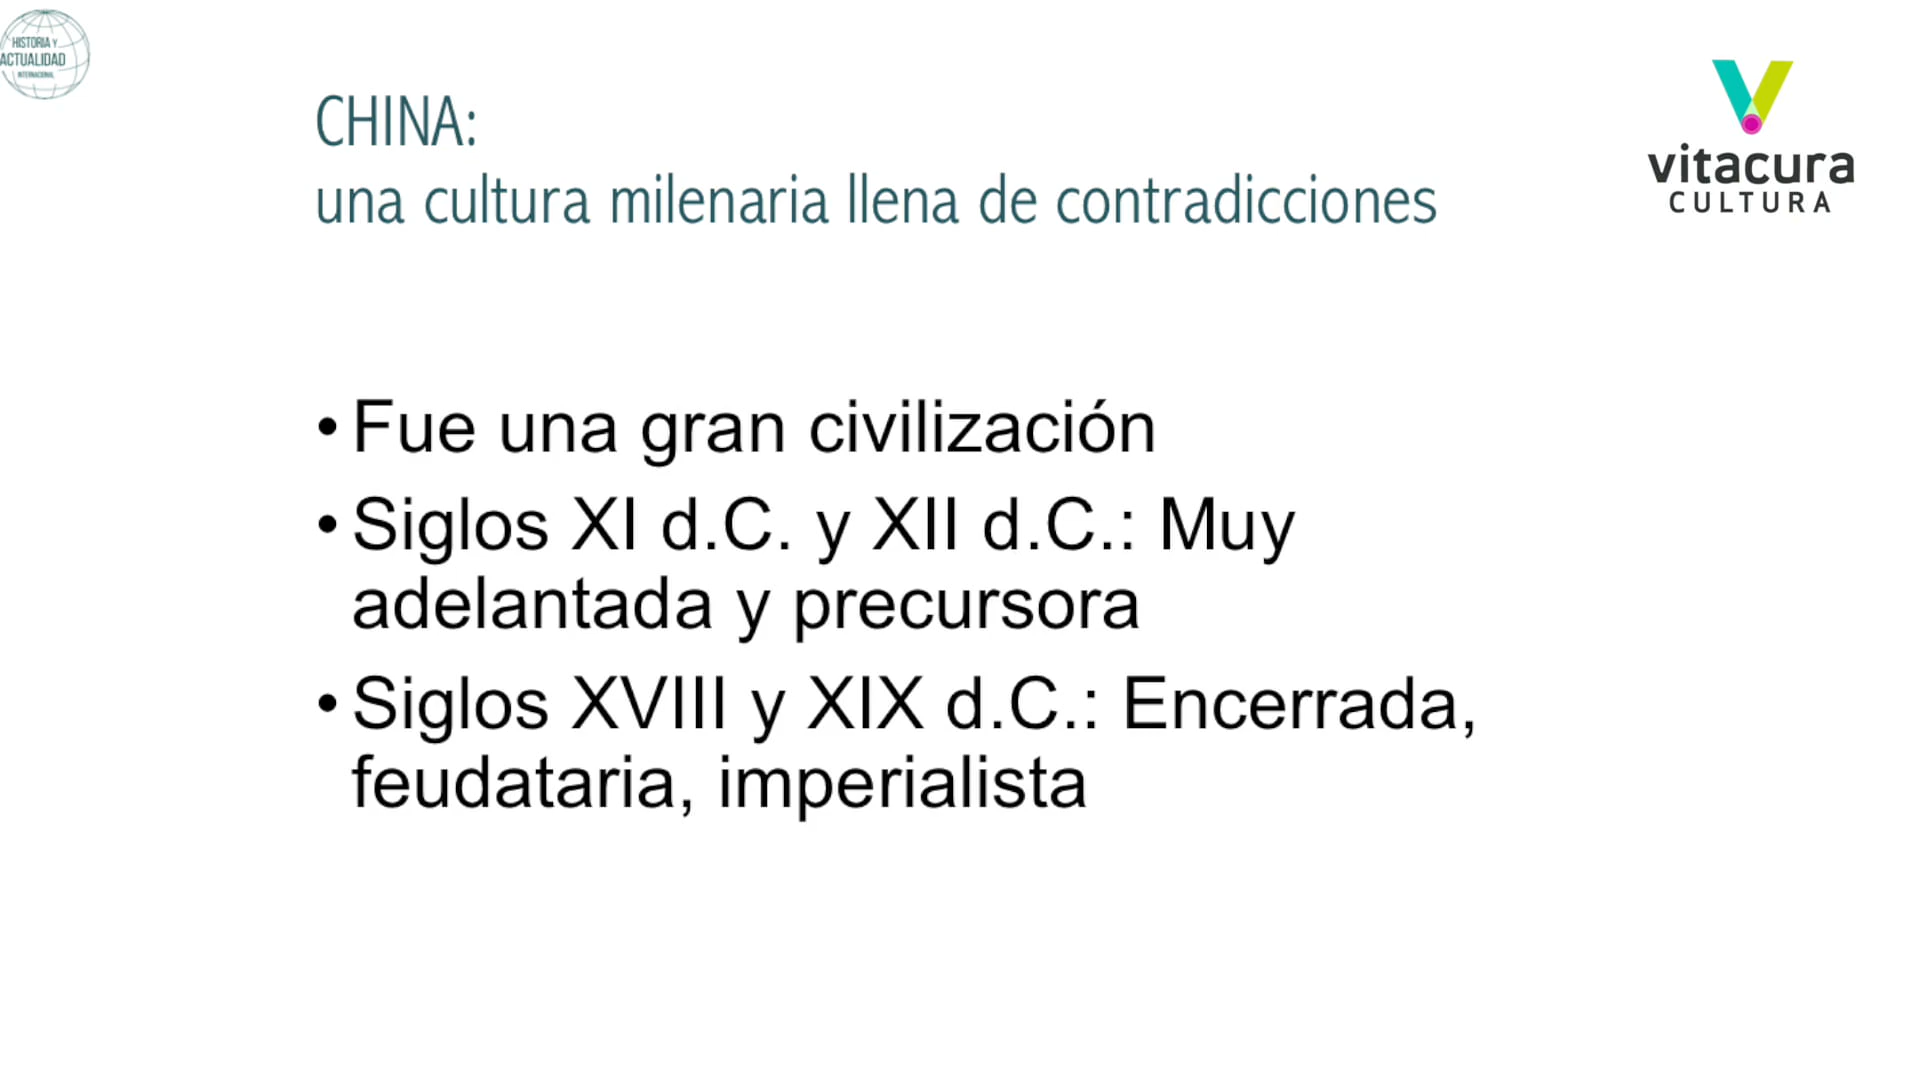 HISTORIA Y
ACTUALIDAD
INTERNACIONAL
CHINA:
una cultura milenaria llena de contradicciones
vitacura
CULTURA
• Fue una gran civilización
• Siglos XI d.C. y XII d.C.: Muy
adelantada y precursora
• Siglos XVIII y XIX d.C.: Encerrada,
feudataria, imperialista